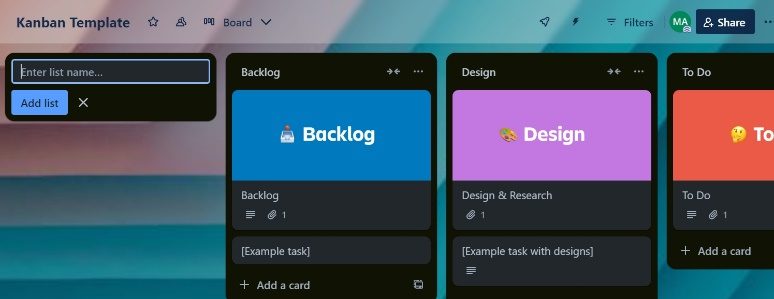 Kanban Template
Board
Filters
MA
Share
Enter list name...
Add list
Backlog
Backlog
Backlog
1
[Example task]
Add a card
Design
Design
Design & Research
1
[Example task with designs]
To Do
To
To Do
1
Add a card